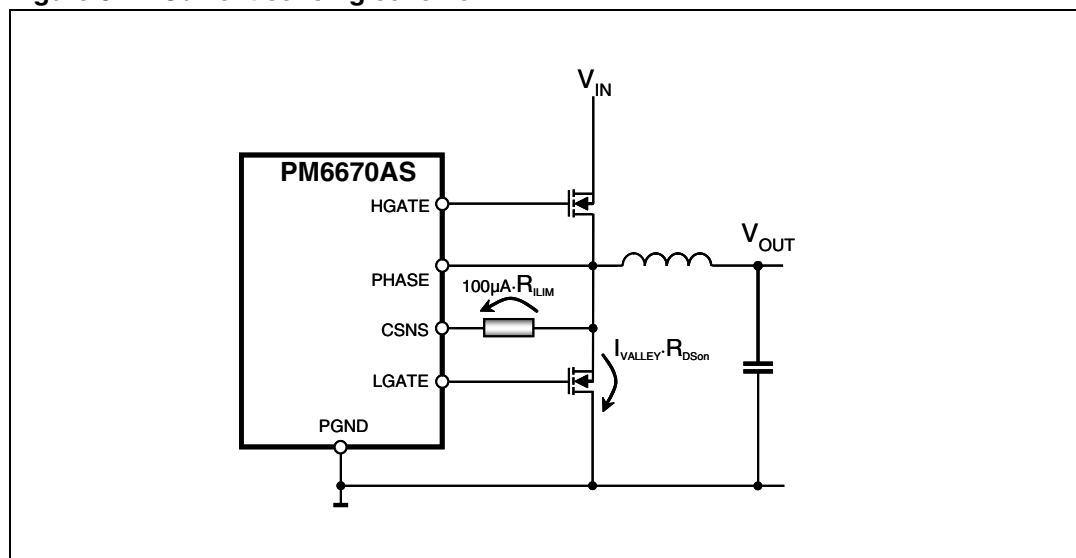 V_IN
PM6670AS
HGATE
V_OUT
PHASE
100µA·R_ILIM
CSNS
I_VALLEY·R_DSon
LGATE
PGND